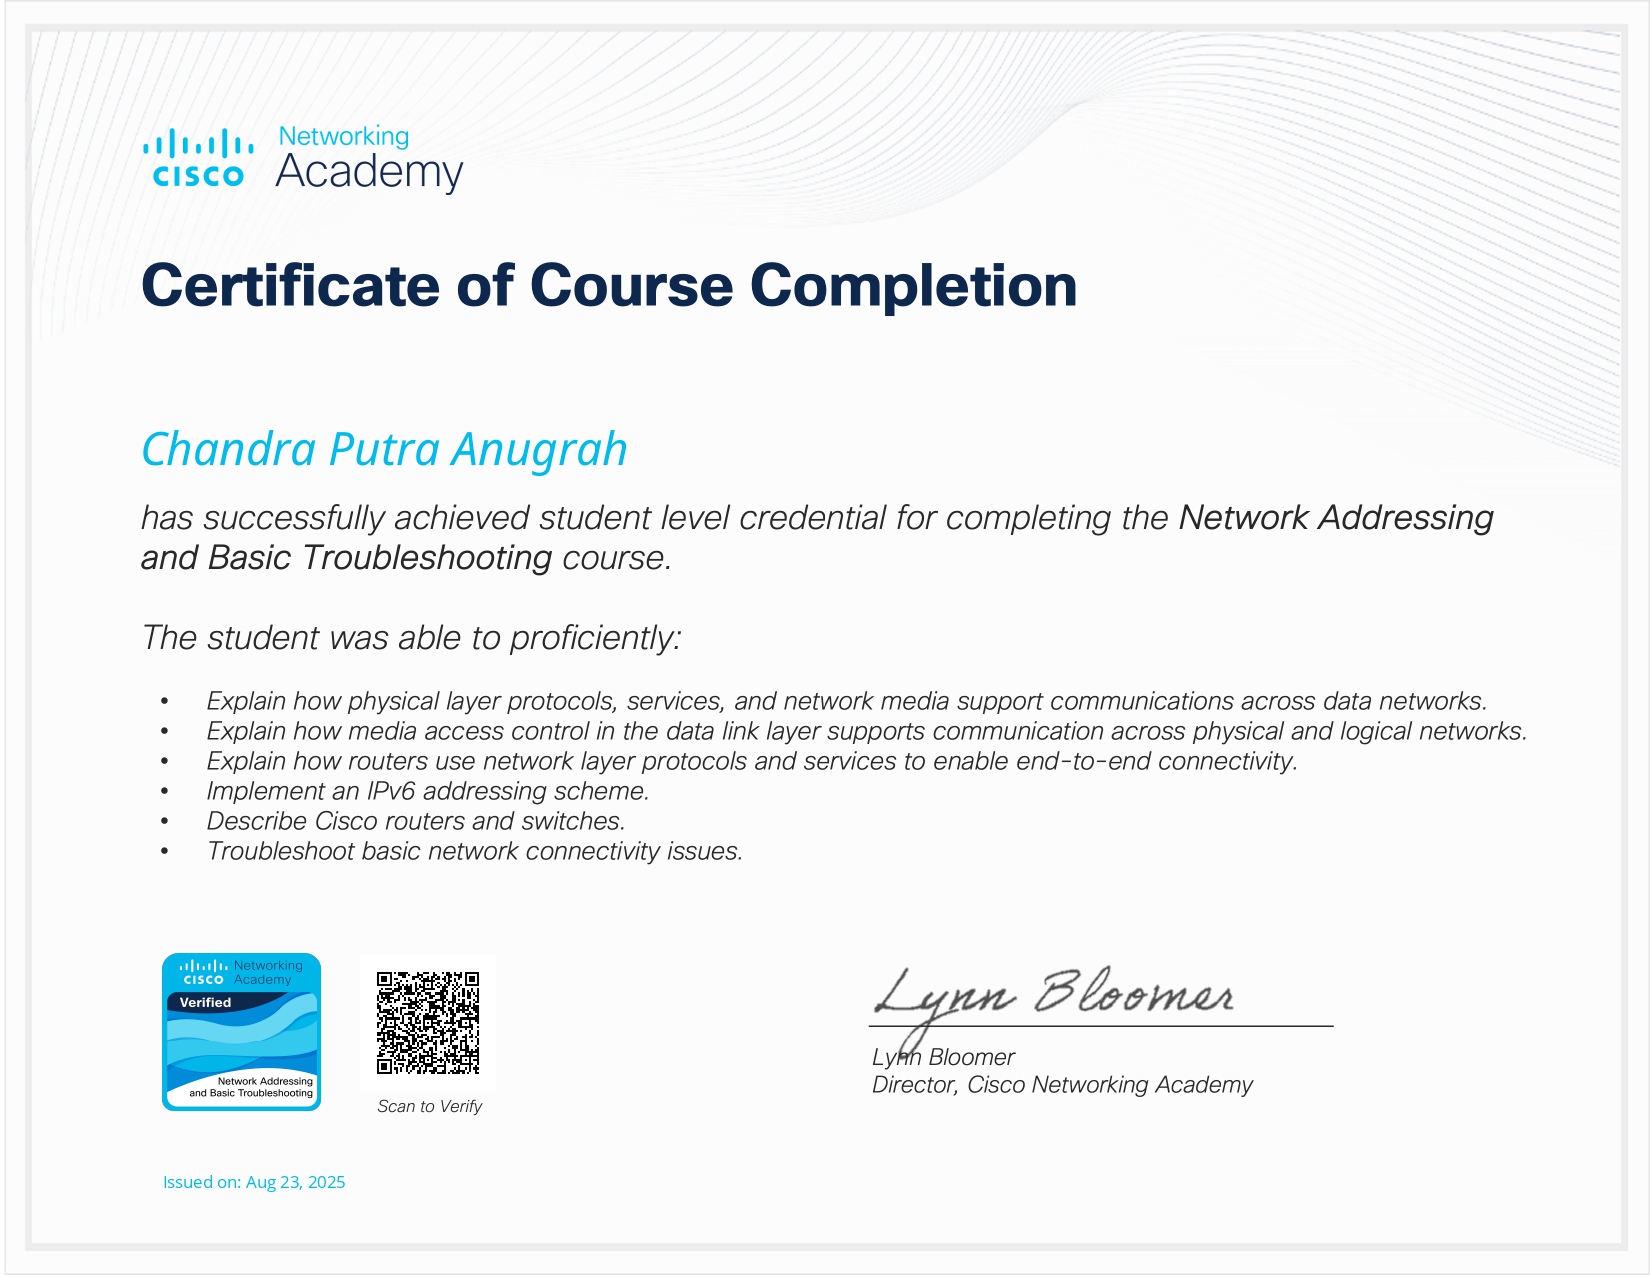 Networking
cisco Academy
Certificate of Course Completion
Chandra Putra Anugrah
has successfully achieved student level credential for completing the Network Addressing
and Basic Troubleshooting course.
The student was able to proficiently:
• Explain how physical layer protocols, services, and network media support communications across data networks.
• Explain how media access control in the data link layer supports communication across physical and logical networks.
• Explain how routers use network layer protocols and services to enable end-to-end connectivity.
• Implement an IPv6 addressing scheme.
• Describe Cisco routers and switches.
• Troubleshoot basic network connectivity issues.
Networking
cisco Academy
Verified
Network Addressing
and Basic Troubleshooting
Scan to Verify
Lynn Bloomer
Lynn Bloomer
Director, Cisco Networking Academy
Issued on: Aug 23, 2025